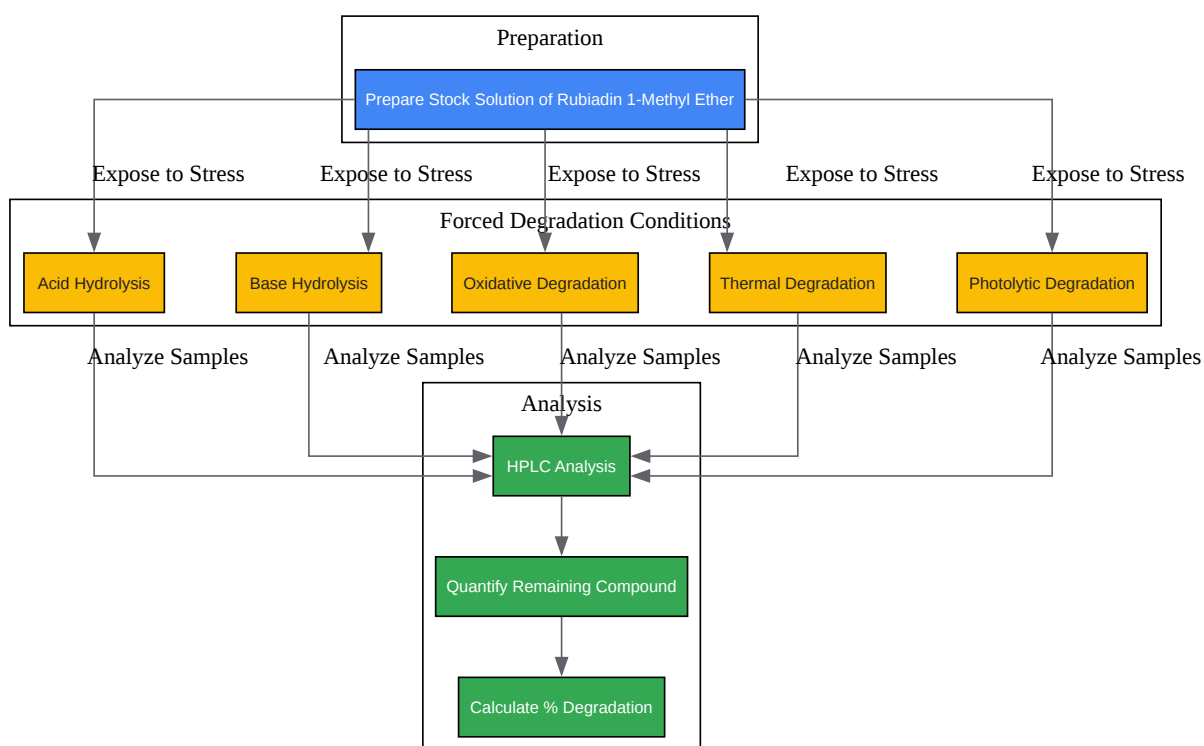 Preparation
Prepare Stock Solution of Rubiadin 1-Methyl Ether
Expose to Stress
Expose to Stress
Expose to Stress
Expose to Stress
Expose to Stress
Forced Degradation Conditions
Acid Hydrolysis
Base Hydrolysis
Oxidative Degradation
Thermal Degradation
Photolytic Degradation
Analyze Samples
Analyze Samples
Analyze Samples
Analyze Samples
Analyze Samples
Analysis
HPLC Analysis
Quantify Remaining Compound
Calculate % Degradation